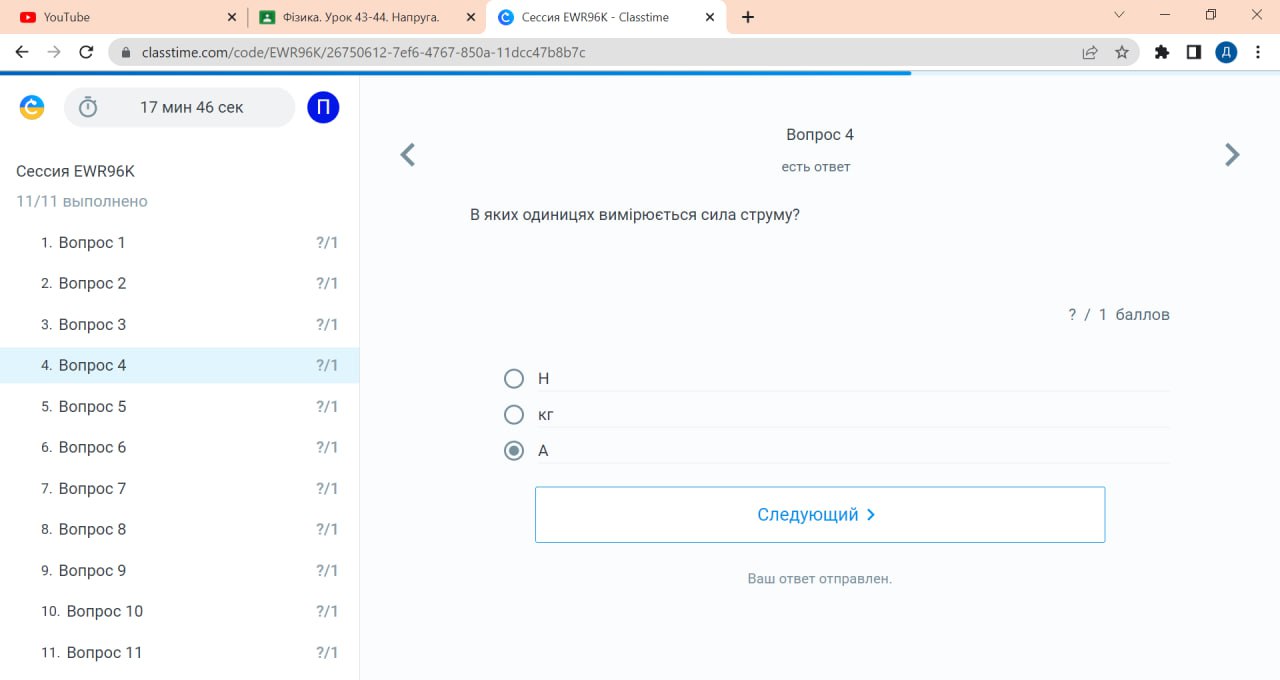 YouTube
Фізика. Урок 43-44. Напруга.
Сессия EWR96K - Classtime
classtime.com/code/EWR96K/26750612-7ef6-4767-850a-11dcc47b8b7c
Д
17 мин 46 сек
П
Сессия EWR96K
11/11 выполнено
1. Вопрос 1 ?/1
2. Вопрос 2 ?/1
3. Вопрос 3 ?/1
4. Вопрос 4 ?/1
5. Вопрос 5 ?/1
6. Вопрос 6 ?/1
7. Вопрос 7 ?/1
8. Вопрос 8 ?/1
9. Вопрос 9 ?/1
10. Вопрос 10 ?/1
11. Вопрос 11 ?/1
Вопрос 4
есть ответ
В яких одиницях вимірюється сила струму?
? / 1 баллов
Н
кг
А
Следующий
Ваш ответ отправлен.